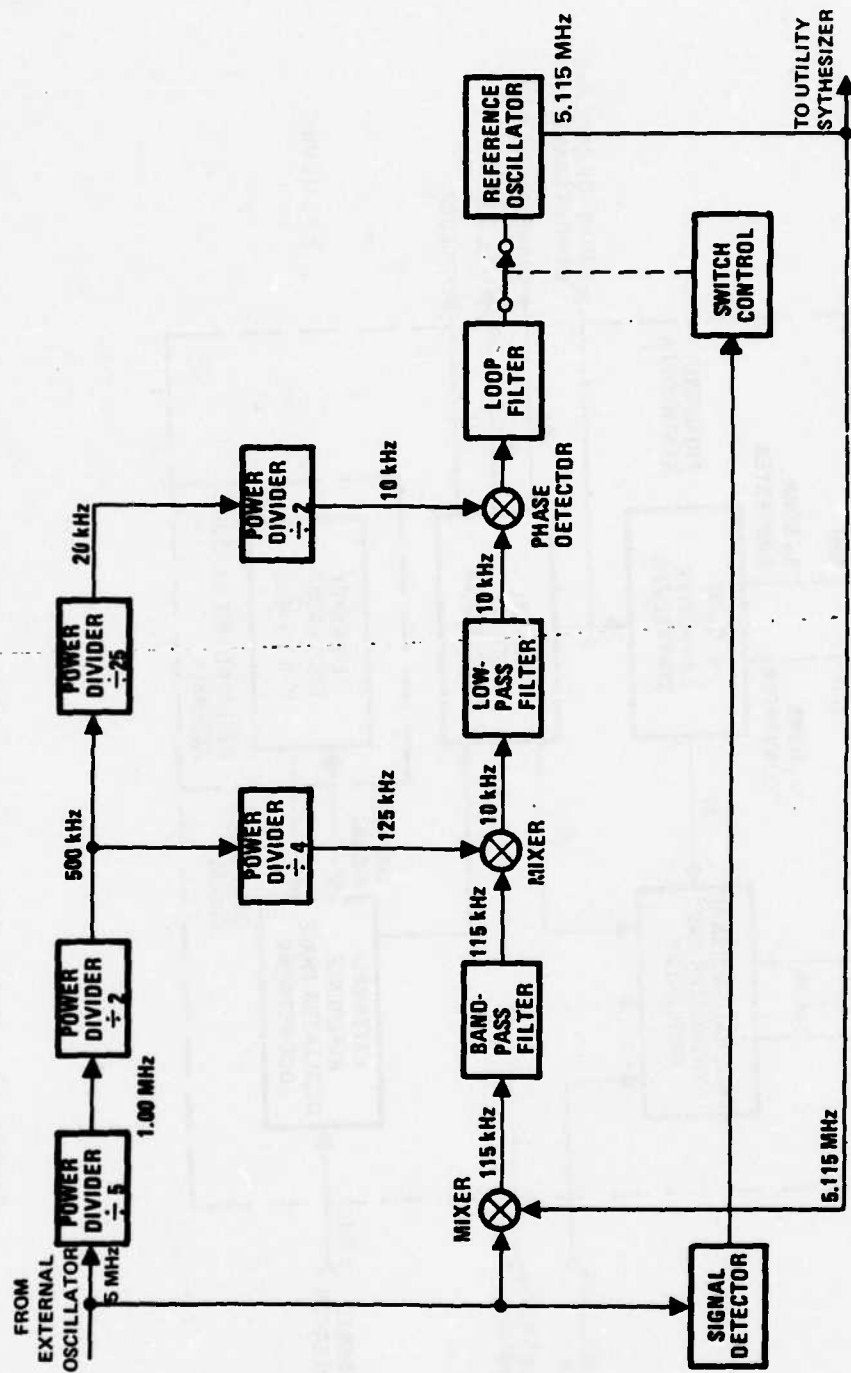 FROM
EXTERNAL
OSCILLATOR
5 MHz
POWER
DIVIDER
÷ 5
1.00 MHz
POWER
DIVIDER
÷ 2
500 kHz
POWER
DIVIDER
÷25
20 kHz
POWER
DIVIDER
÷ 4
125 kHz
POWER
DIVIDER
÷ 2
10 kHz
MIXER
115 kHz
BAND-
PASS
FILTER
115 kHz
MIXER
10 kHz
LOW-
PASS
FILTER
10 kHz
PHASE
DETECTOR
LOOP
FILTER
REFERENCE
OSCILLATOR
5.115 MHz
SIGNAL
DETECTOR
SWITCH
CONTROL
5.115 MHz
TO UTILITY
SYTHESIZER